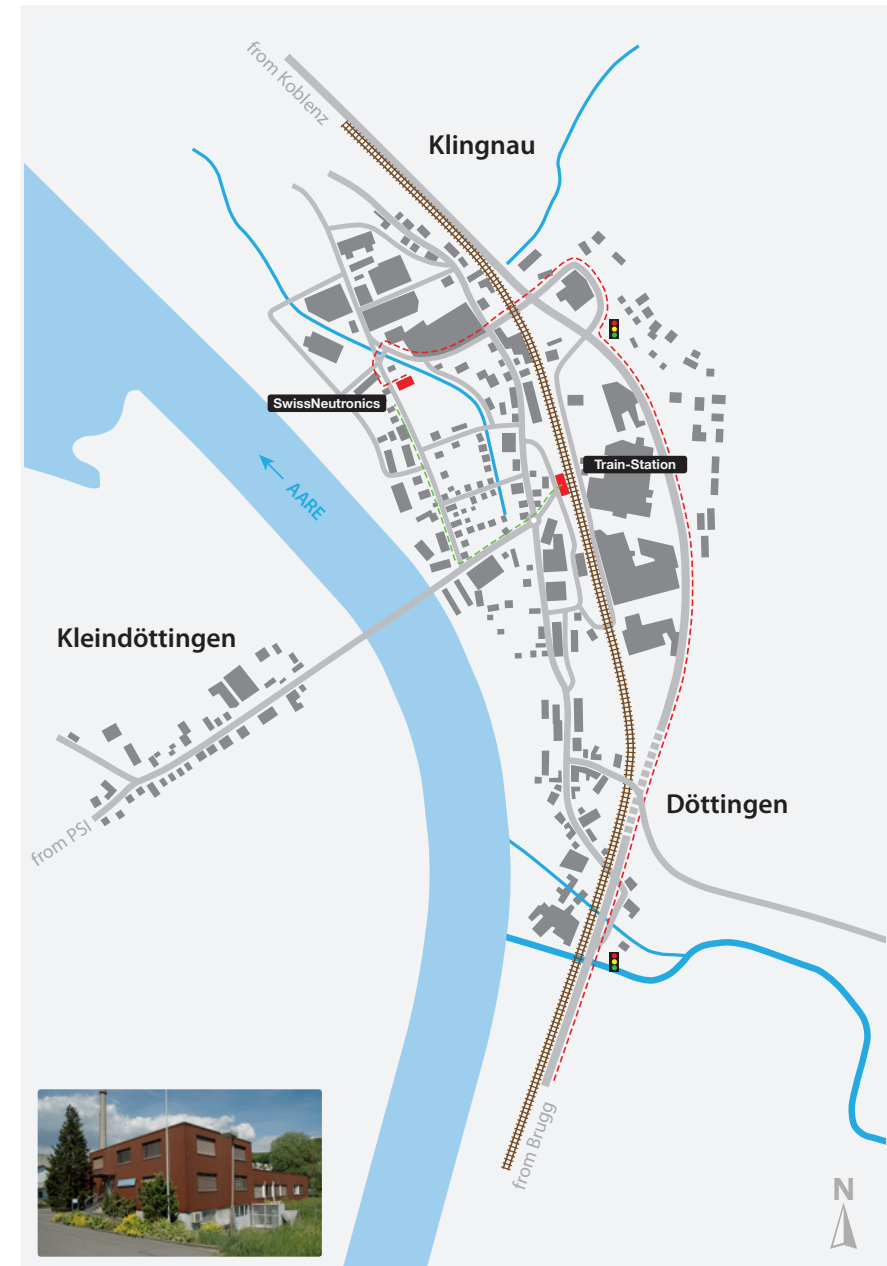 from Koblenz
Klingnau
SwissNeutronics
Train-Station
AARE
Kleindöttingen
from PSI
Döttingen
from Brugg
N